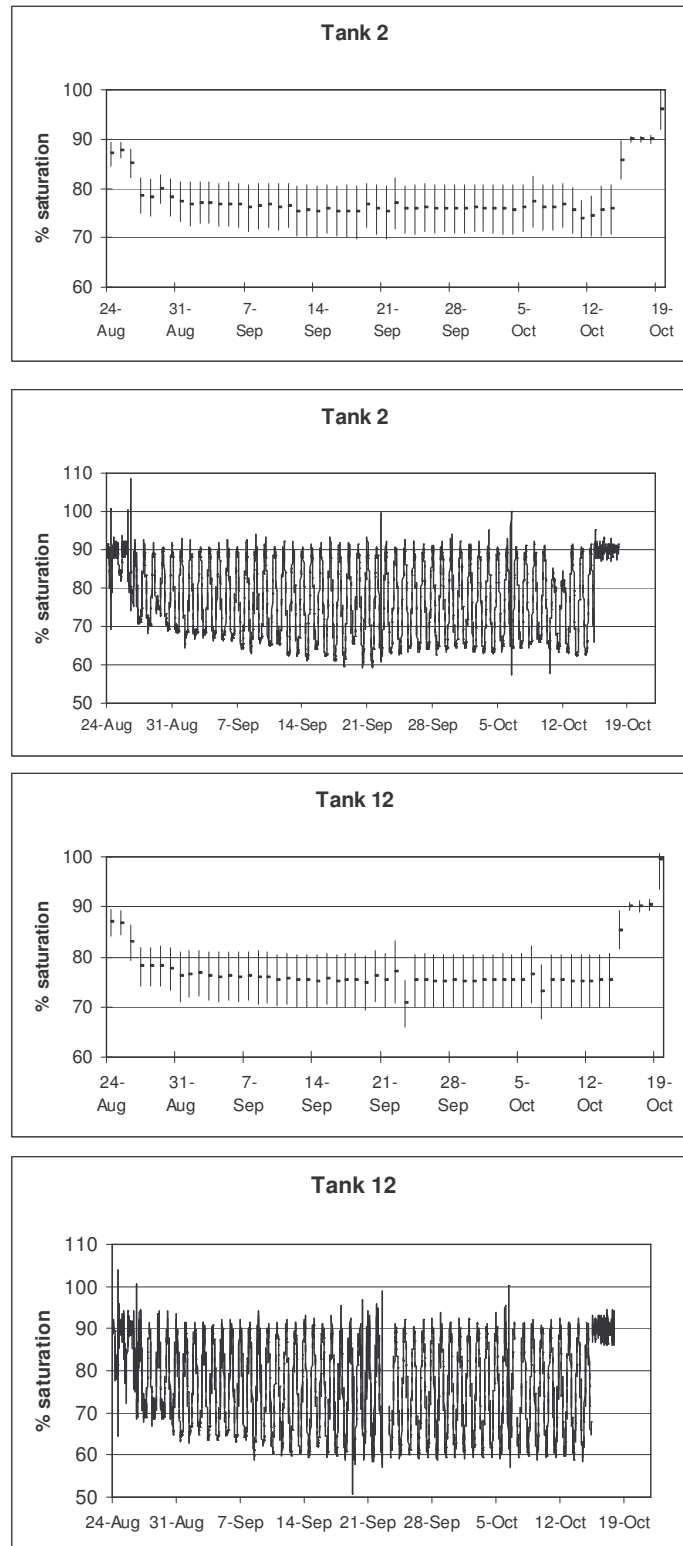 Tank 2
% saturation
100
90
80
70
60
24- 31- 7- 14- 21- 28- 5- 12- 19-
Aug Aug Sep Sep Sep Sep Oct Oct Oct
Tank 2
% saturation
110
100
90
80
70
60
50
24-Aug 31-Aug 7-Sep 14-Sep 21-Sep 28-Sep 5-Oct 12-Oct 19-Oct
Tank 12
% saturation
100
90
80
70
60
24- 31- 7- 14- 21- 28- 5- 12- 19-
Aug Aug Sep Sep Sep Sep Oct Oct Oct
Tank 12
% saturation
110
100
90
80
70
60
50
24-Aug 31-Aug 7-Sep 14-Sep 21-Sep 28-Sep 5-Oct 12-Oct 19-Oct